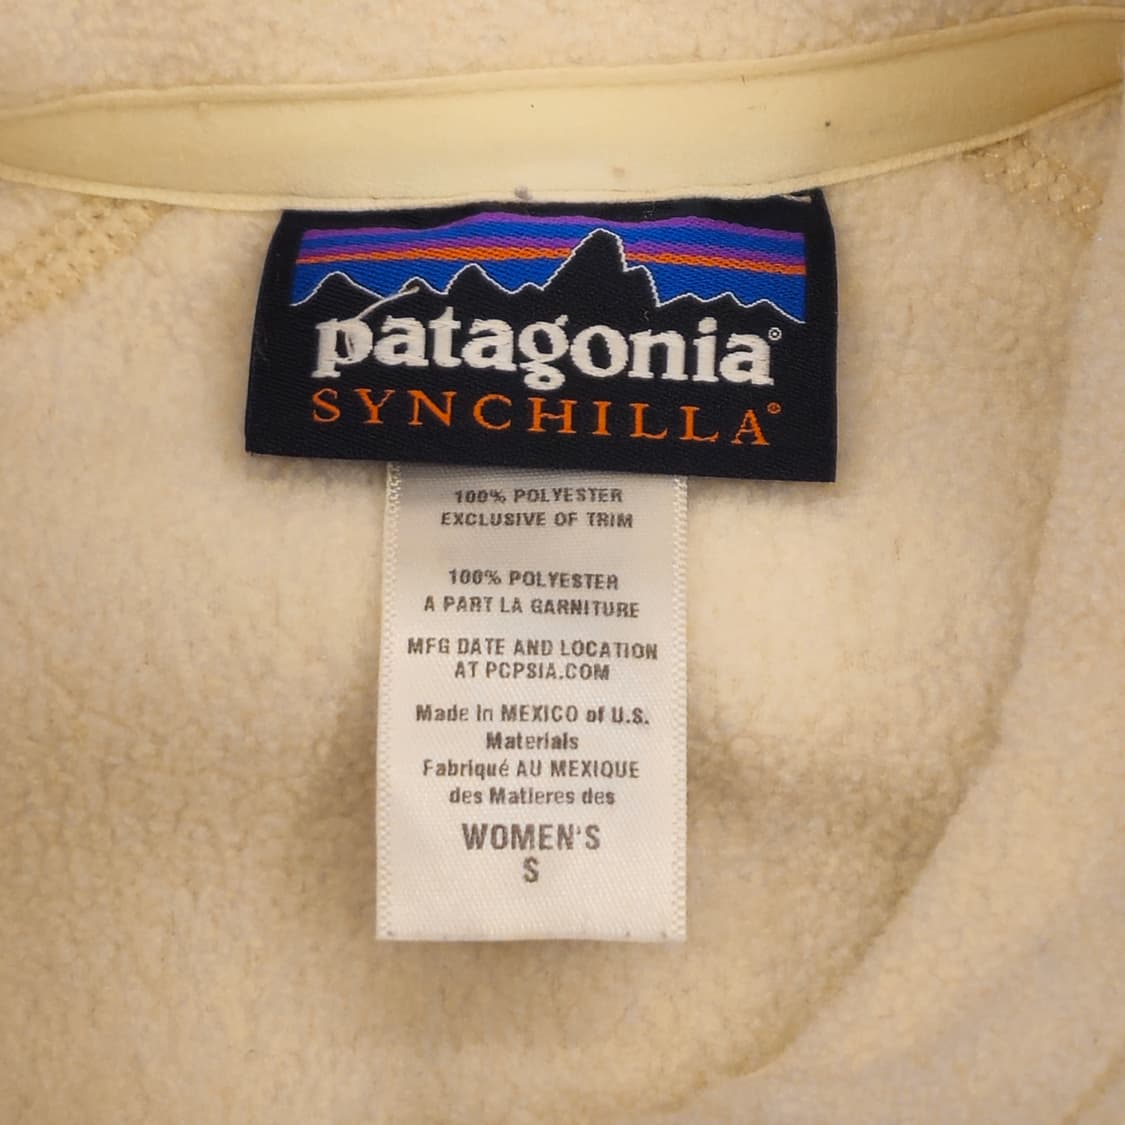 patagonia®
SYNCHILLA®
100% POLYESTER
EXCLUSIVE OF TRIM
100% POLYESTER
A PART LA GARNITURE
MFG DATE AND LOCATION
AT PCPSIA.COM
Made In MEXICO of U.S.
Materials
Fabriqué AU MEXIQUE
des Matieres des
WOMEN'S
S